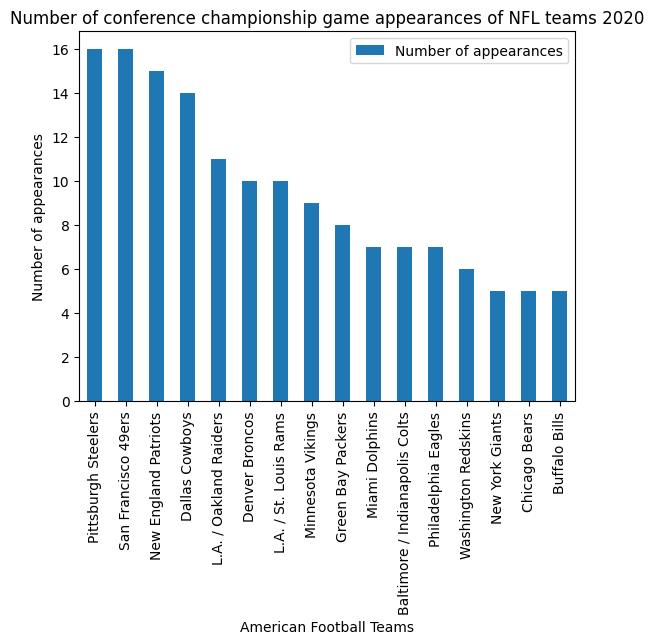 Number of conference championship game appearances of NFL teams 2020
Number of appearances
Number of appearances
16
14
12
10
8
6
4
2
0
Pittsburgh Steelers
San Francisco 49ers
New England Patriots
Dallas Cowboys
L.A. / Oakland Raiders
Denver Broncos
L.A. / St. Louis Rams
Minnesota Vikings
Green Bay Packers
Miami Dolphins
Baltimore / Indianapolis Colts
Philadelphia Eagles
Washington Redskins
New York Giants
Chicago Bears
Buffalo Bills
American Football Teams